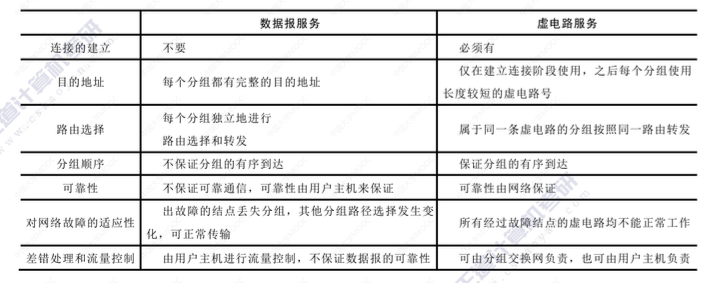 数据报服务 虚电路服务
连接的建立 不要 必须有
目的地址 每个分组都有完整的目的地址 仅在建立连接阶段使用，之后每个分组使用
长度较短的虚电路号
路由选择 每个分组独立地进行
路由选择和转发 属于同一条虚电路的分组按照同一路由转发
分组顺序 不保证分组的有序到达 保证分组的有序到达
可靠性 不保证可靠通信，可靠性由用户主机来保证 可靠性由网络保证
对网络故障的适应性 出故障的结点丢失分组，其他分组路径选择发生变
化，可正常传输 所有经过故障结点的虚电路均不能正常工作
差错处理和流量控制 由用户主机进行流量控制，不保证数据报的可靠性 可由分组交换网负责，也可由用户主机负责